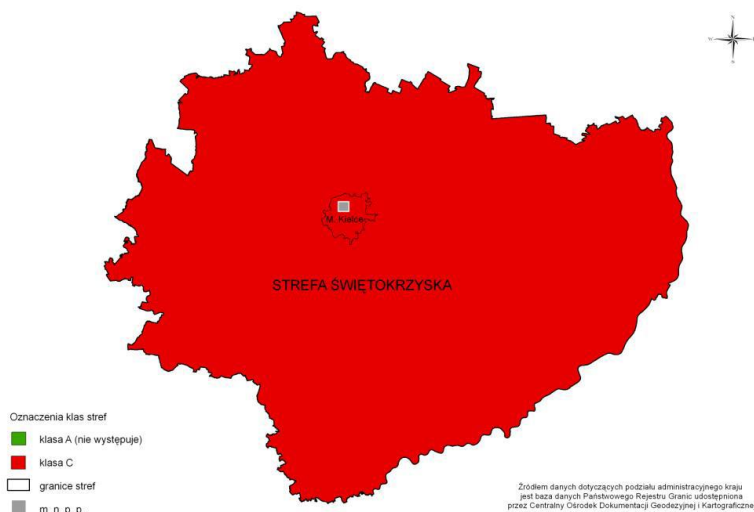 N
M. Kielce
STREFA ŚWIĘTOKRZYSKA
Oznaczenia klas stref
klasa A (nie występuje)
klasa C
granice stref
m. n. p. p.
Źródłem danych dotyczących podziału administracyjnego kraju
jest baza danych Państwowego Rejestru Granic udostępniona
przez Centralny Ośrodek Dokumentacji Geodezyjnej i Kartograficzne